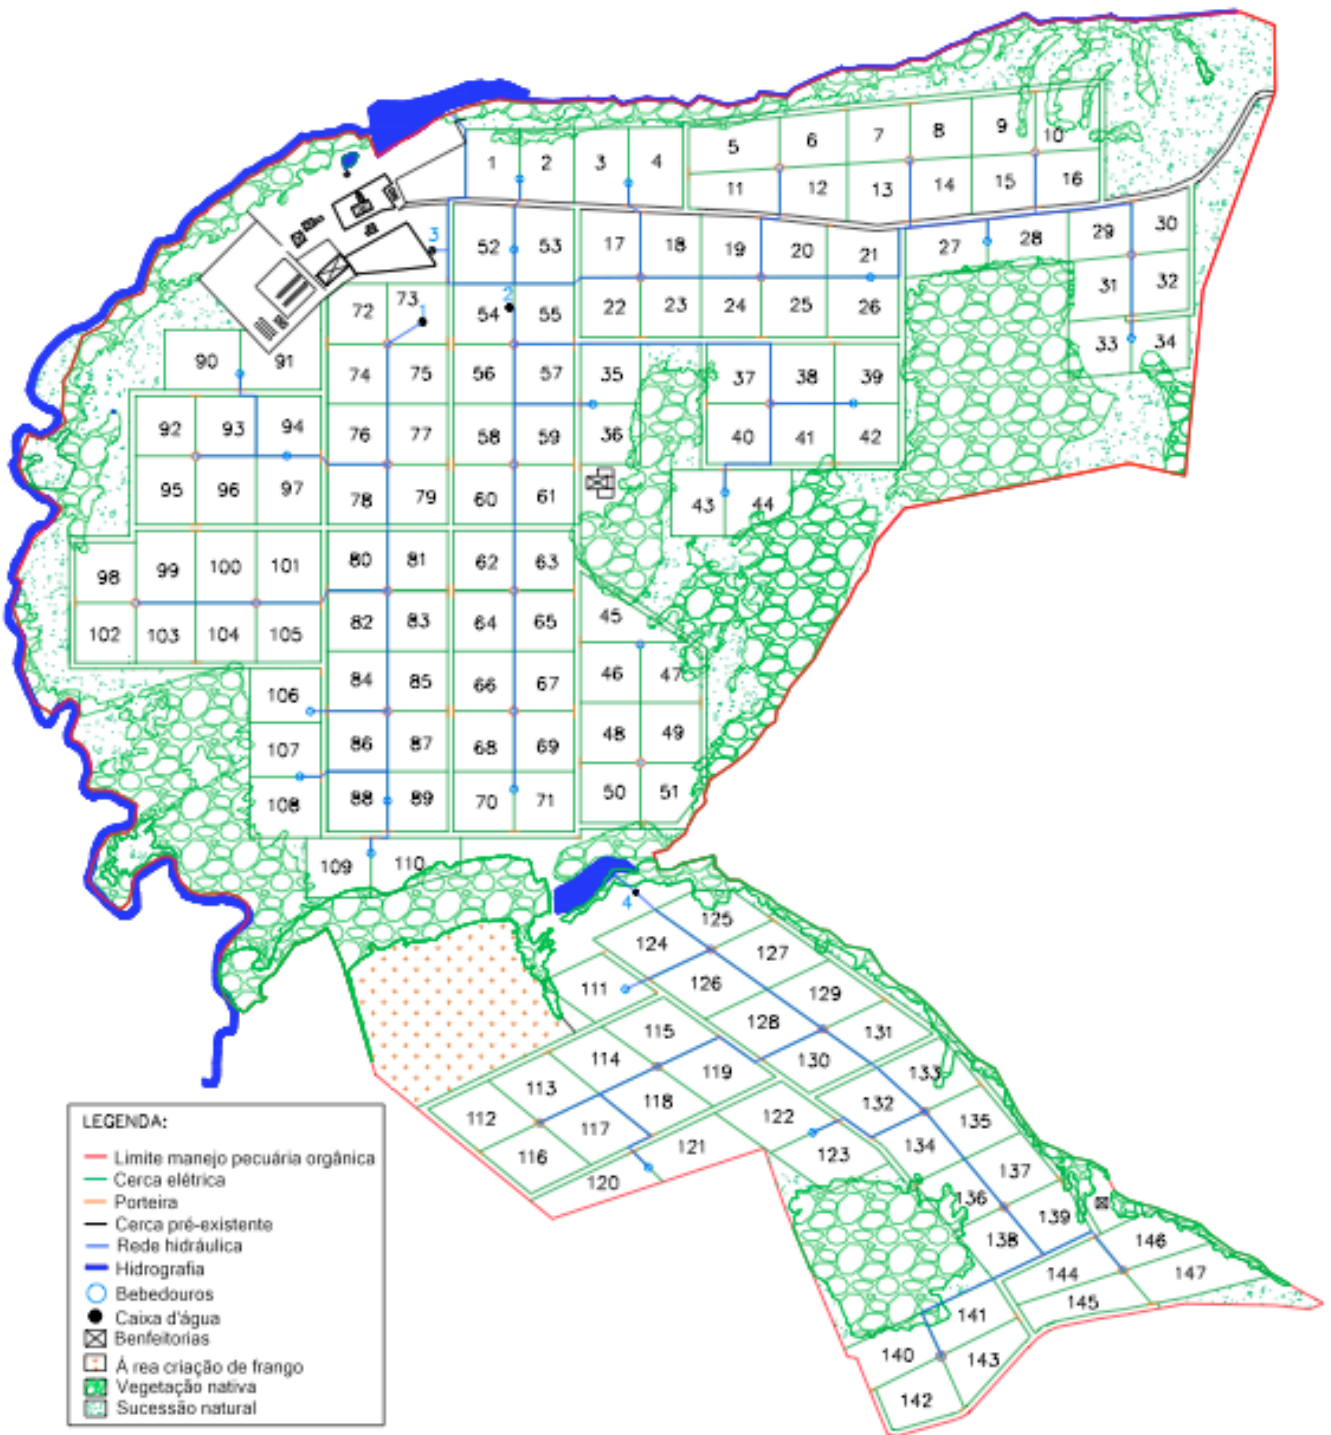 5 6 7 8 9 10
1 2 3 4 11 12 13 14 15 16
3 52 53 17 18 19 20 21 27 28 29 30
72 73 1 54 2 55 22 23 24 25 26 31 32
90 91 74 75 56 57 35 37 38 39 33 34
92 93 94 76 77 58 59 36 40 41 42
95 96 97 78 79 60 61 43 44
98 99 100 101 80 81 62 63
102 103 104 105 82 83 64 65 45
106 84 85 66 67 46 47
107 86 87 68 69 48 49
108 88 89 70 71 50 51
109 110
4 125
124 127
111 126 129
115 128 131
114 119 130 133
113 118 122 132 135
112 117 121 123 134 137
116 120 136 139
138 146
144 147
141 145
140 143
142
LEGENDA:
Limite manejo pecuária orgânica
Cerca elétrica
Porteira
Cerca pré-existente
Rede hidráulica
Hidrografia
Bebedouros
Caixa d'água
Benfeitorias
Á rea criação de frango
Vegetação nativa
Sucessão natural